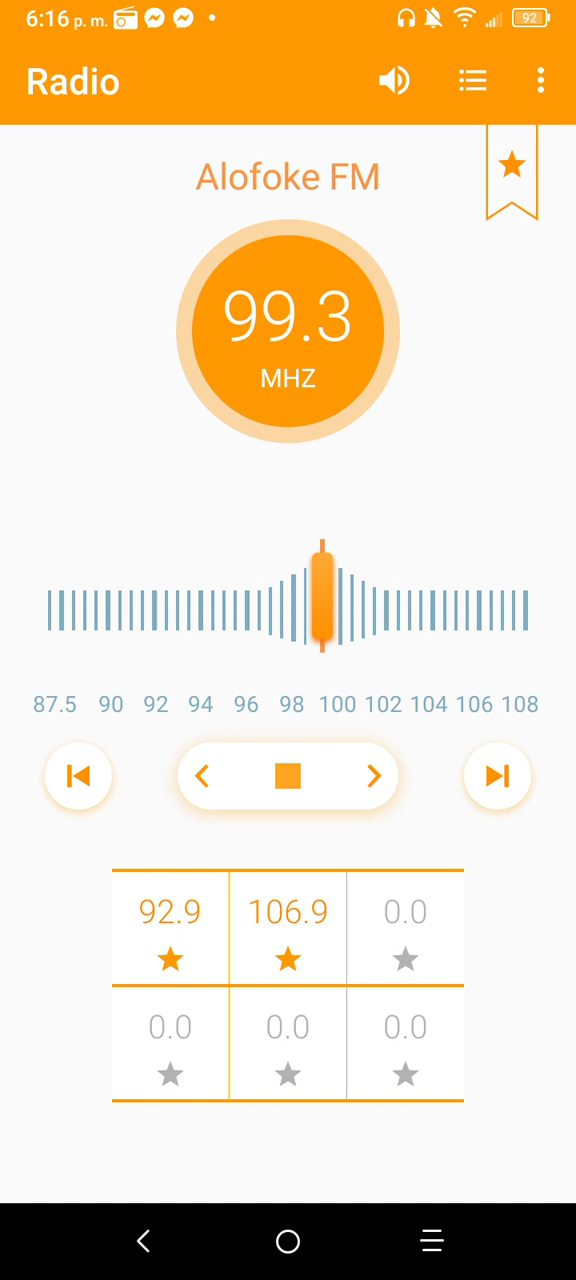 6:16 p. m. 92
Radio
Alofoke FM
99.3
MHZ
87.5 90 92 94 96 98 100 102 104 106 108
92.9 106.9 0.0
0.0 0.0 0.0